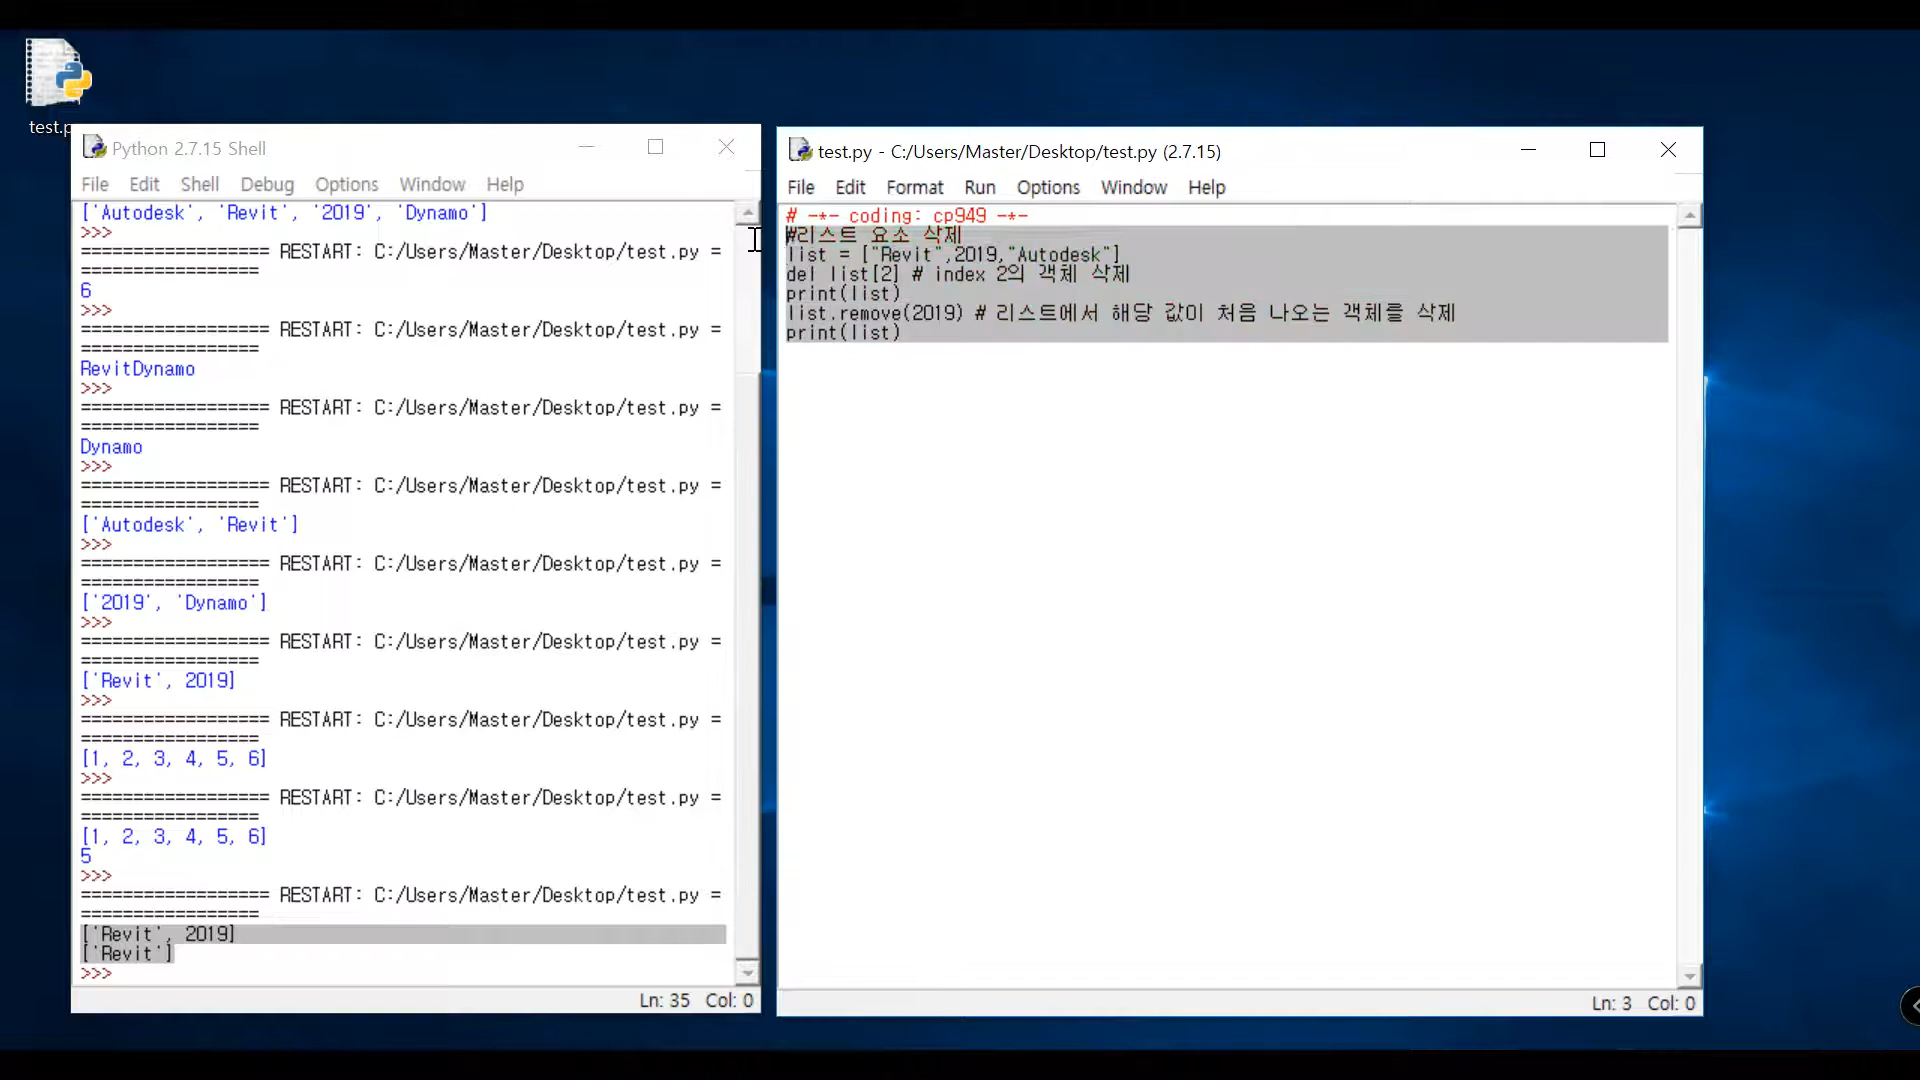 test.p
Python 2.7.15 Shell
File Edit Shell Debug Options Window Help
['Autodesk', 'Revit', '2019', 'Dynamo']
>>>
================== RESTART: C:/Users/Master/Desktop/test.py =
=================
6
>>>
================== RESTART: C:/Users/Master/Desktop/test.py =
=================
RevitDynamo
>>>
================== RESTART: C:/Users/Master/Desktop/test.py =
=================
Dynamo
>>>
================== RESTART: C:/Users/Master/Desktop/test.py =
=================
['Autodesk', 'Revit']
>>>
================== RESTART: C:/Users/Master/Desktop/test.py =
=================
['2019', 'Dynamo']
>>>
================== RESTART: C:/Users/Master/Desktop/test.py =
=================
['Revit', 2019]
>>>
================== RESTART: C:/Users/Master/Desktop/test.py =
=================
[1, 2, 3, 4, 5, 6]
>>>
================== RESTART: C:/Users/Master/Desktop/test.py =
=================
[1, 2, 3, 4, 5, 6]
5
>>>
================== RESTART: C:/Users/Master/Desktop/test.py =
=================
['Revit', 2019]
['Revit']
>>>
Ln: 35 Col: 0
test.py - C:/Users/Master/Desktop/test.py (2.7.15)
File Edit Format Run Options Window Help
# -*- coding: cp949 -*-
#리스트 요소 삭제
list = ["Revit",2019,"Autodesk"]
del list[2] # index 2의 객체 삭제
print(list)
list.remove(2019) # 리스트에서 해당 값이 처음 나오는 객체를 삭제
print(list)
Ln: 3 Col: 0